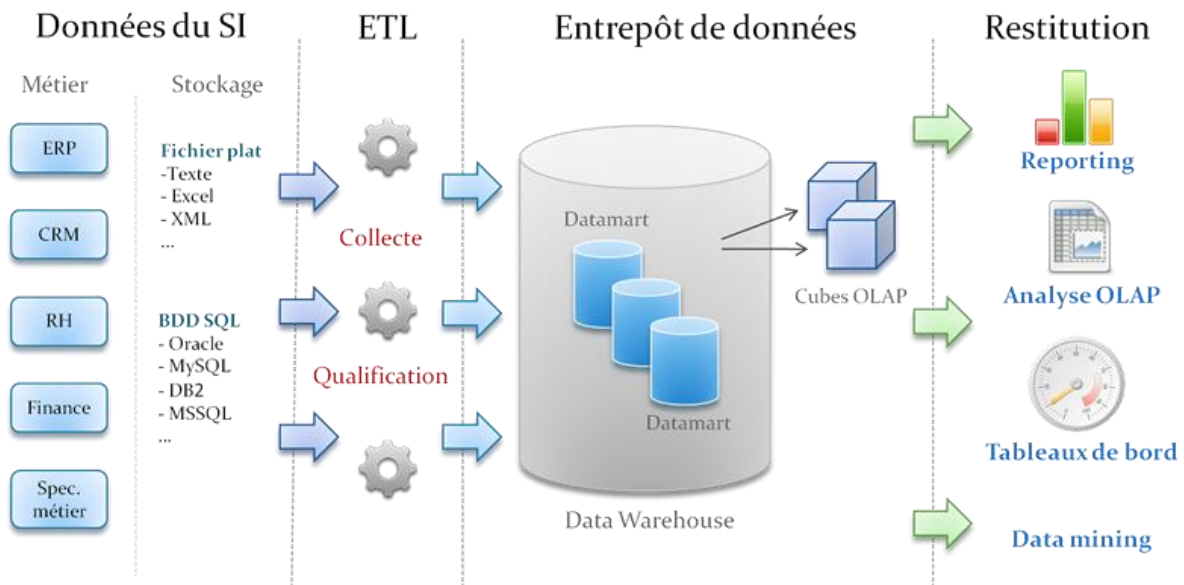 Données du SI
ETL
Entrepôt de données
Restitution
Métier
Stockage
ERP
CRM
RH
Finance
Spec.
métier
Fichier plat
-Texte
- Excel
- XML
...
BDD SQL
- Oracle
- MySQL
- DB2
- MSSQL
...
Collecte
Qualification
Datamart
Datamart
Data Warehouse
Cubes OLAP
Reporting
Analyse OLAP
Tableaux de bord
Data mining